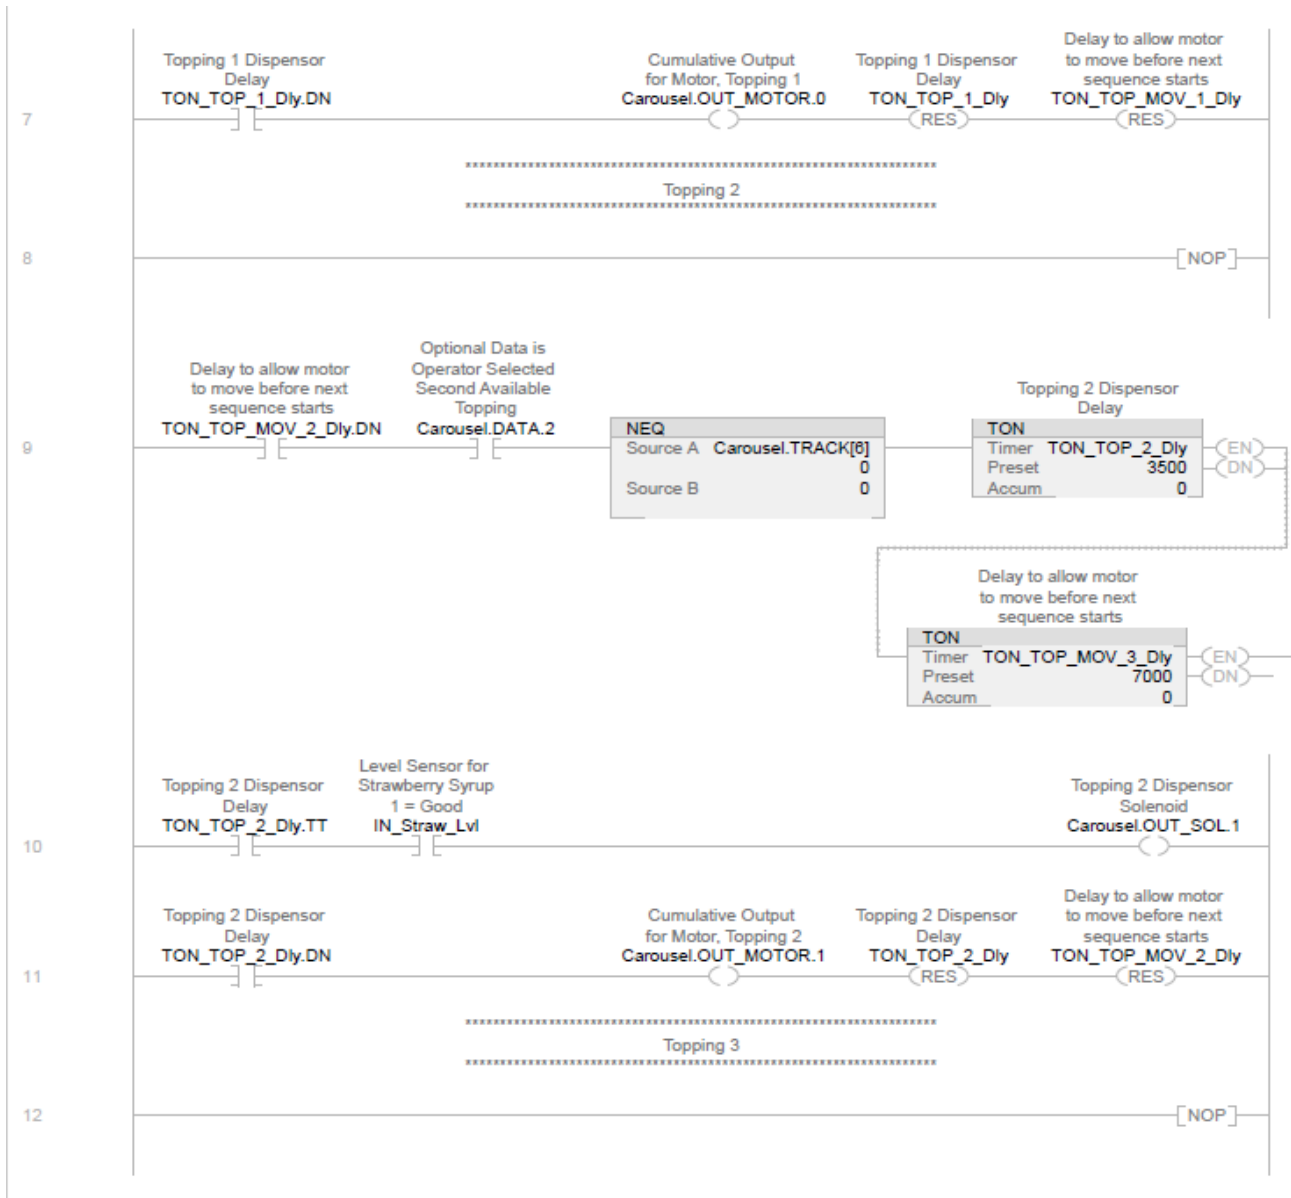 Topping 1 Dispensor
Delay
TON_TOP_1_Dly.DN
Cumulative Output
for Motor, Topping 1
Carousel.OUT_MOTOR.0
Topping 1 Dispensor
Delay
TON_TOP_1_Dly
Delay to allow motor
to move before next
sequence starts
TON_TOP_MOV_1_Dly
7
RES
RES
********************************************************************
Topping 2
********************************************************************
8
NOP
Delay to allow motor
to move before next
sequence starts
TON_TOP_MOV_2_Dly.DN
Optional Data is
Operator Selected
Second Available
Topping
Carousel.DATA.2
Topping 2 Dispensor
Delay
9
NEQ
Source A Carousel.TRACK[6]
0
Source B 0
TON
Timer TON_TOP_2_Dly
Preset 3500
Accum 0
EN
DN
Delay to allow motor
to move before next
sequence starts
TON
Timer TON_TOP_MOV_3_Dly
Preset 7000
Accum 0
EN
DN
Topping 2 Dispensor
Delay
TON_TOP_2_Dly.TT
Level Sensor for
Strawberry Syrup
1 = Good
IN_Straw_Lvl
Topping 2 Dispensor
Solenoid
Carousel.OUT_SOL.1
10
Topping 2 Dispensor
Delay
TON_TOP_2_Dly.DN
Cumulative Output
for Motor, Topping 2
Carousel.OUT_MOTOR.1
Topping 2 Dispensor
Delay
TON_TOP_2_Dly
Delay to allow motor
to move before next
sequence starts
TON_TOP_MOV_2_Dly
11
RES
RES
********************************************************************
Topping 3
********************************************************************
12
NOP